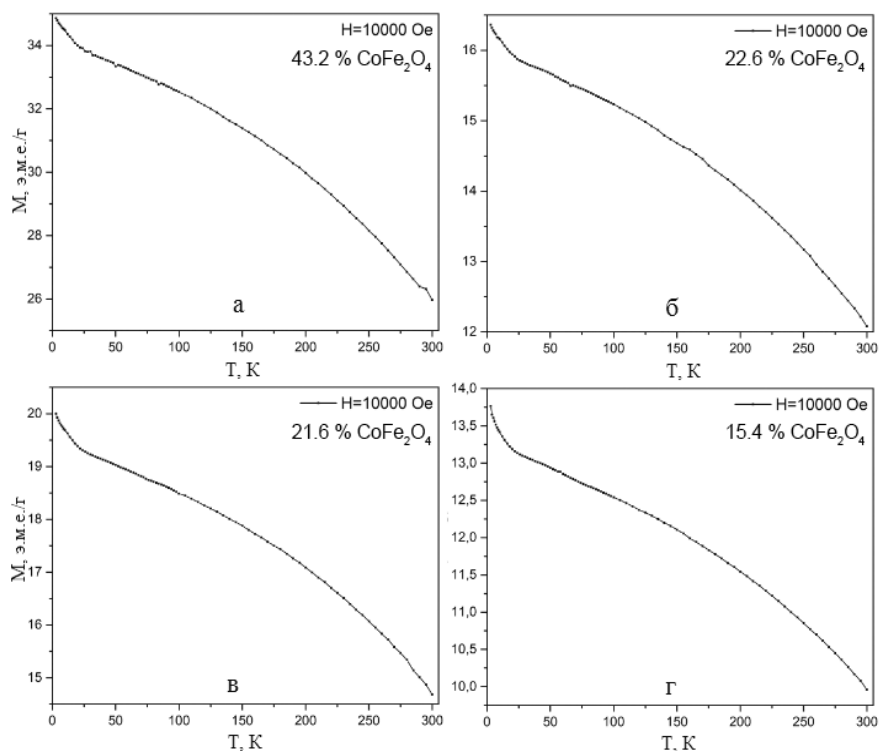 H=10000 Oe
43.2 % CoFe₂O₄
34
32
30
28
26
М, э.м.е./г
а
0 50 100 150 200 250 300
Т, К
H=10000 Oe
22.6 % CoFe₂O₄
16
15
14
13
12
б
0 50 100 150 200 250 300
Т, К
H=10000 Oe
21.6 % CoFe₂O₄
20
19
18
17
16
15
М, э.м.е./г
в
0 50 100 150 200 250 300
Т, К
H=10000 Oe
15.4 % CoFe₂O₄
14,0
13,5
13,0
12,5
12,0
11,5
11,0
10,5
10,0
г
0 50 100 150 200 250 300
Т, К